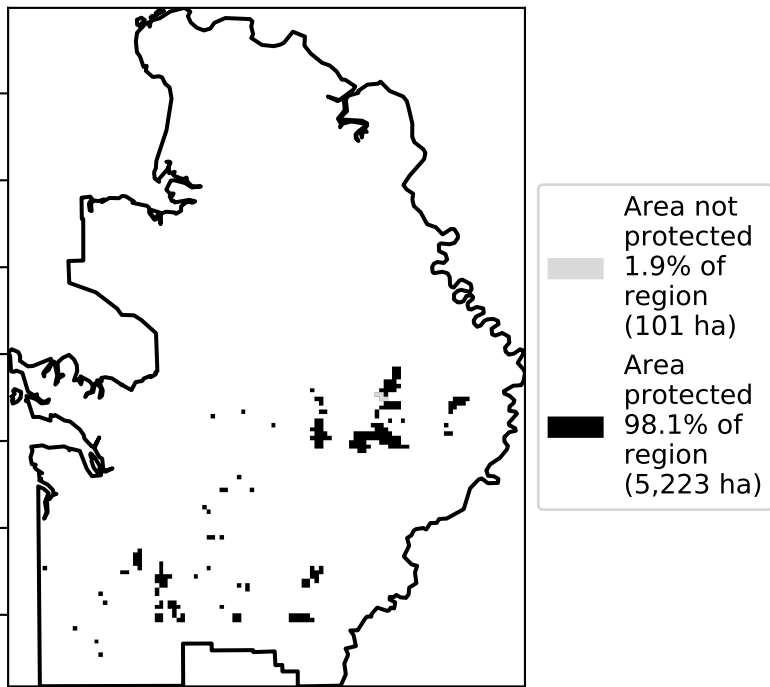 Area not
protected
1.9% of
region
(101 ha)
Area
protected
98.1% of
region
(5,223 ha)